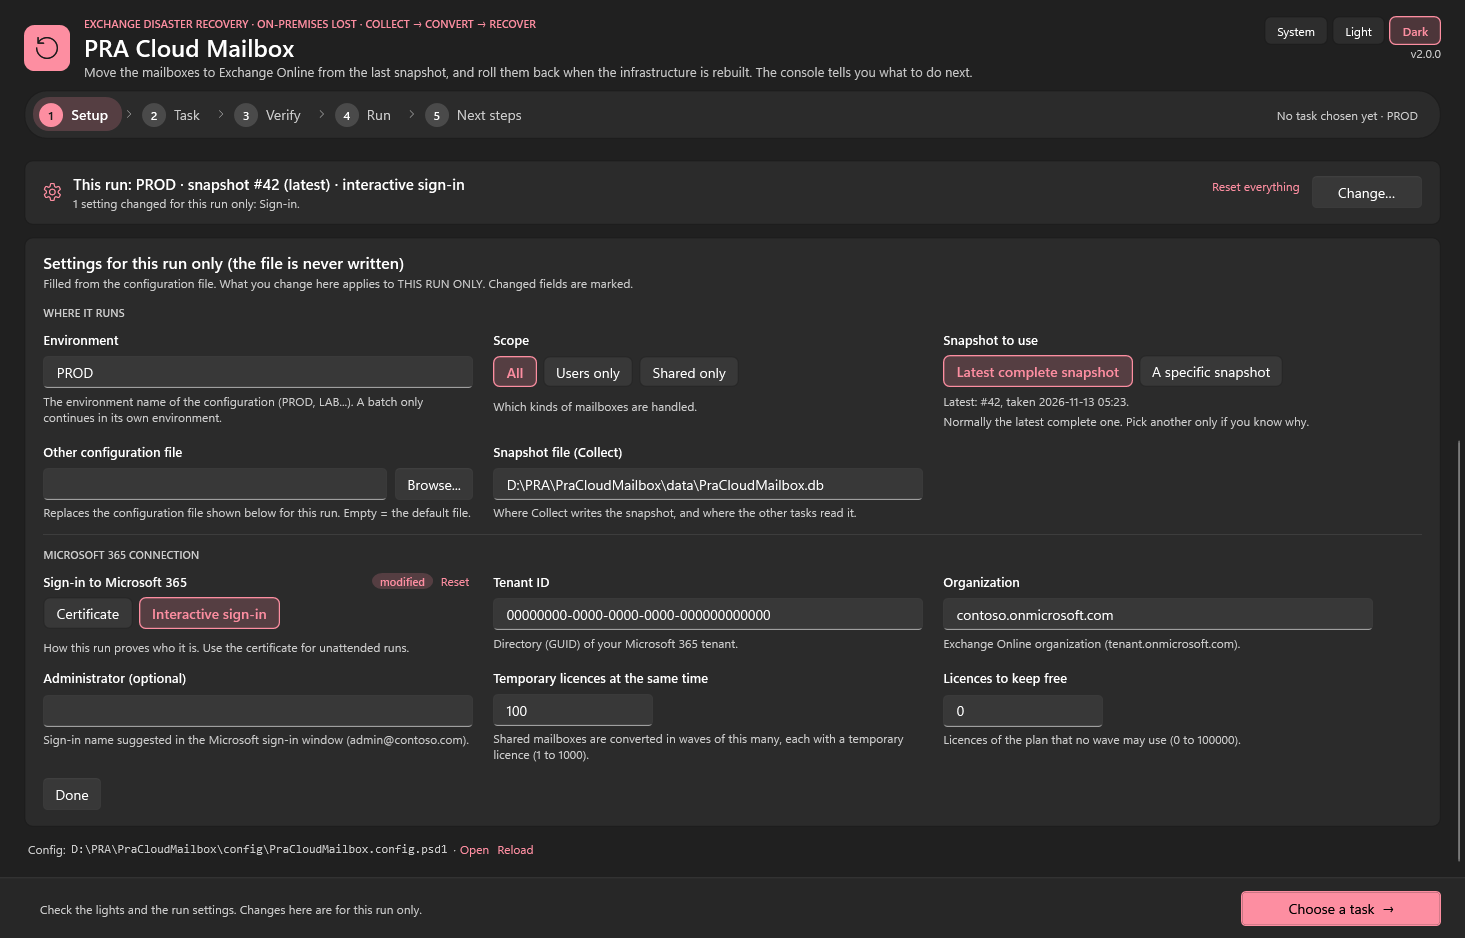 EXCHANGE DISASTER RECOVERY · ON-PREMISES LOST · COLLECT → CONVERT → RECOVER
PRA Cloud Mailbox
Move the mailboxes to Exchange Online from the last snapshot, and roll them back when the infrastructure is rebuilt. The console tells you what to do next.
System
Light
Dark
v2.0.0
1 Setup
2 Task
3 Verify
4 Run
5 Next steps
No task chosen yet · PROD
This run: PROD · snapshot #42 (latest) · interactive sign-in
1 setting changed for this run only: Sign-in.
Reset everything
Change...
Settings for this run only (the file is never written)
Filled from the configuration file. What you change here applies to THIS RUN ONLY. Changed fields are marked.
WHERE IT RUNS
Environment
PROD
The environment name of the configuration (PROD, LAB...). A batch only
continues in its own environment.
Scope
All
Users only
Shared only
Which kinds of mailboxes are handled.
Snapshot to use
Latest complete snapshot
A specific snapshot
Latest: #42, taken 2026-11-13 05:23.
Normally the latest complete one. Pick another only if you know why.
Other configuration file
Browse...
Replaces the configuration file shown below for this run. Empty = the default file.
Snapshot file (Collect)
D:\PRA\PraCloudMailbox\data\PraCloudMailbox.db
Where Collect writes the snapshot, and where the other tasks read it.
MICROSOFT 365 CONNECTION
Sign-in to Microsoft 365
modified
Reset
Certificate
Interactive sign-in
How this run proves who it is. Use the certificate for unattended runs.
Tenant ID
00000000-0000-0000-0000-000000000000
Directory (GUID) of your Microsoft 365 tenant.
Organization
contoso.onmicrosoft.com
Exchange Online organization (tenant.onmicrosoft.com).
Administrator (optional)
Sign-in name suggested in the Microsoft sign-in window (admin@contoso.com).
Temporary licences at the same time
100
Shared mailboxes are converted in waves of this many, each with a temporary
licence (1 to 1000).
Licences to keep free
0
Licences of the plan that no wave may use (0 to 100000).
Done
Config: D:\PRA\PraCloudMailbox\config\PraCloudMailbox.config.psd1 · Open Reload
Check the lights and the run settings. Changes here are for this run only.
Choose a task →